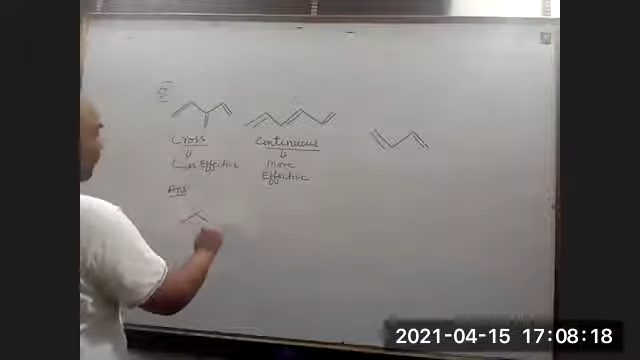 Cross
Continuous
Less Effective
More
Effective
Ans
2021-04-15 17:08:18